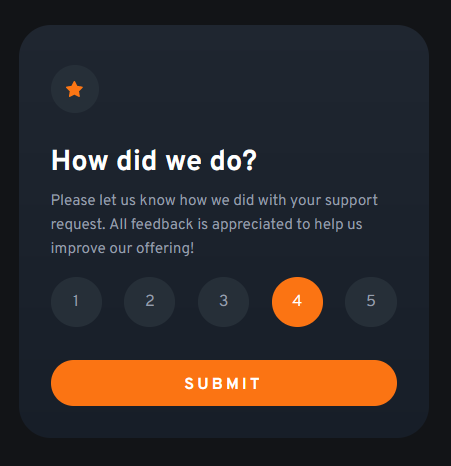 How did we do?
Please let us know how we did with your support
request. All feedback is appreciated to help us
improve our offering!
1 2 3 4 5
SUBMIT